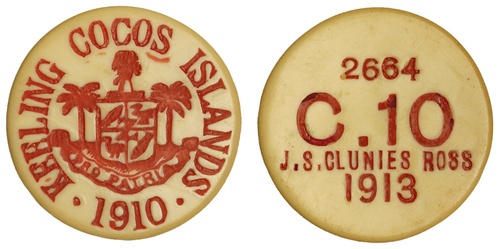 KEELING COCOS ISLANDS
PRO PATRIA
· 1910 ·
2664
C.10
J.S.CLUNIES ROSS
1913